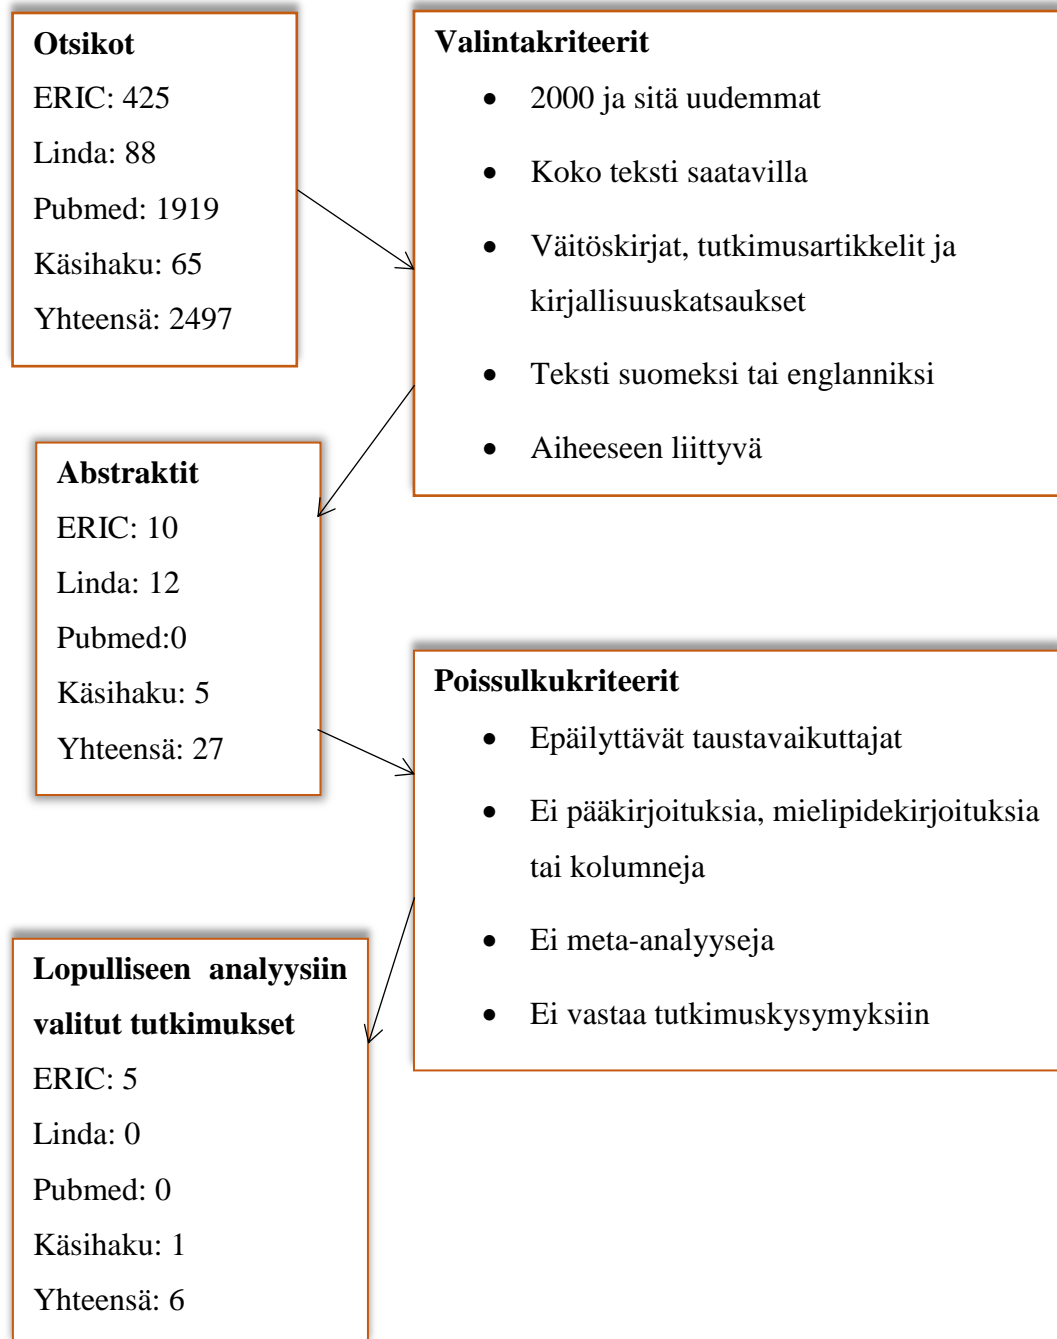 Otsikot
ERIC: 425
Linda: 88
Pubmed: 1919
Käsihaku: 65
Yhteensä: 2497
Valintakriteerit
• 2000 ja sitä uudemmat
• Koko teksti saatavilla
• Väitöskirjat, tutkimusartikkelit ja
kirjallisuuskatsaukset
• Teksti suomeksi tai englanniksi
• Aiheeseen liittyvä
Abstraktit
ERIC: 10
Linda: 12
Pubmed:0
Käsihaku: 5
Yhteensä: 27
Poissulkukriteerit
• Epäilyttävät taustavaikuttajat
• Ei pääkirjoituksia, mielipidekirjoituksia
tai kolumneja
• Ei meta-analyyseja
• Ei vastaa tutkimuskysymyksiin
Lopulliseen analyysiin
valitut tutkimukset
ERIC: 5
Linda: 0
Pubmed: 0
Käsihaku: 1
Yhteensä: 6